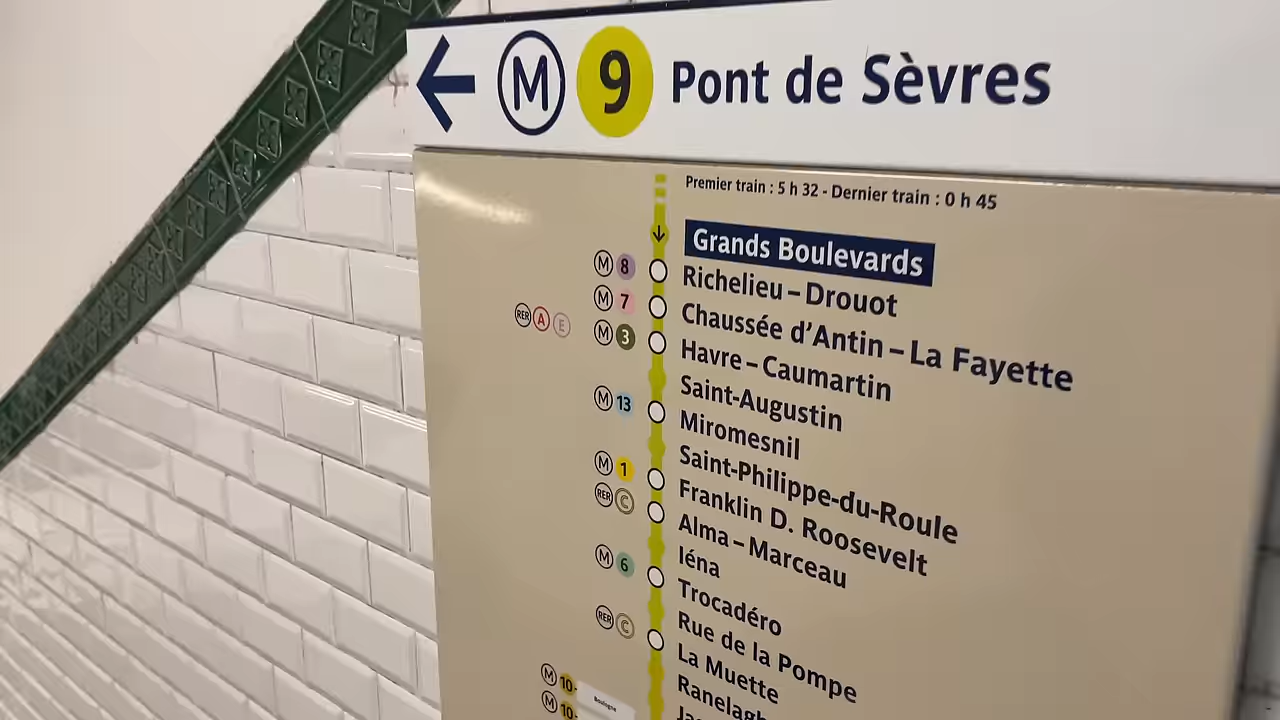 ← M 9 Pont de Sèvres
Premier train : 5 h 32 - Dernier train : 0 h 45
Grands Boulevards
M 8 Richelieu – Drouot
M 7 Chaussée d'Antin – La Fayette
RER A E M 3 Havre – Caumartin
Saint-Augustin
M 13 Miromesnil
Saint-Philippe-du-Roule
M 1 Franklin D. Roosevelt
RER C Alma – Marceau
Iéna
M 6 Trocadéro
Rue de la Pompe
RER C La Muette
Ranelagh
M 10
Boulogne
M 10